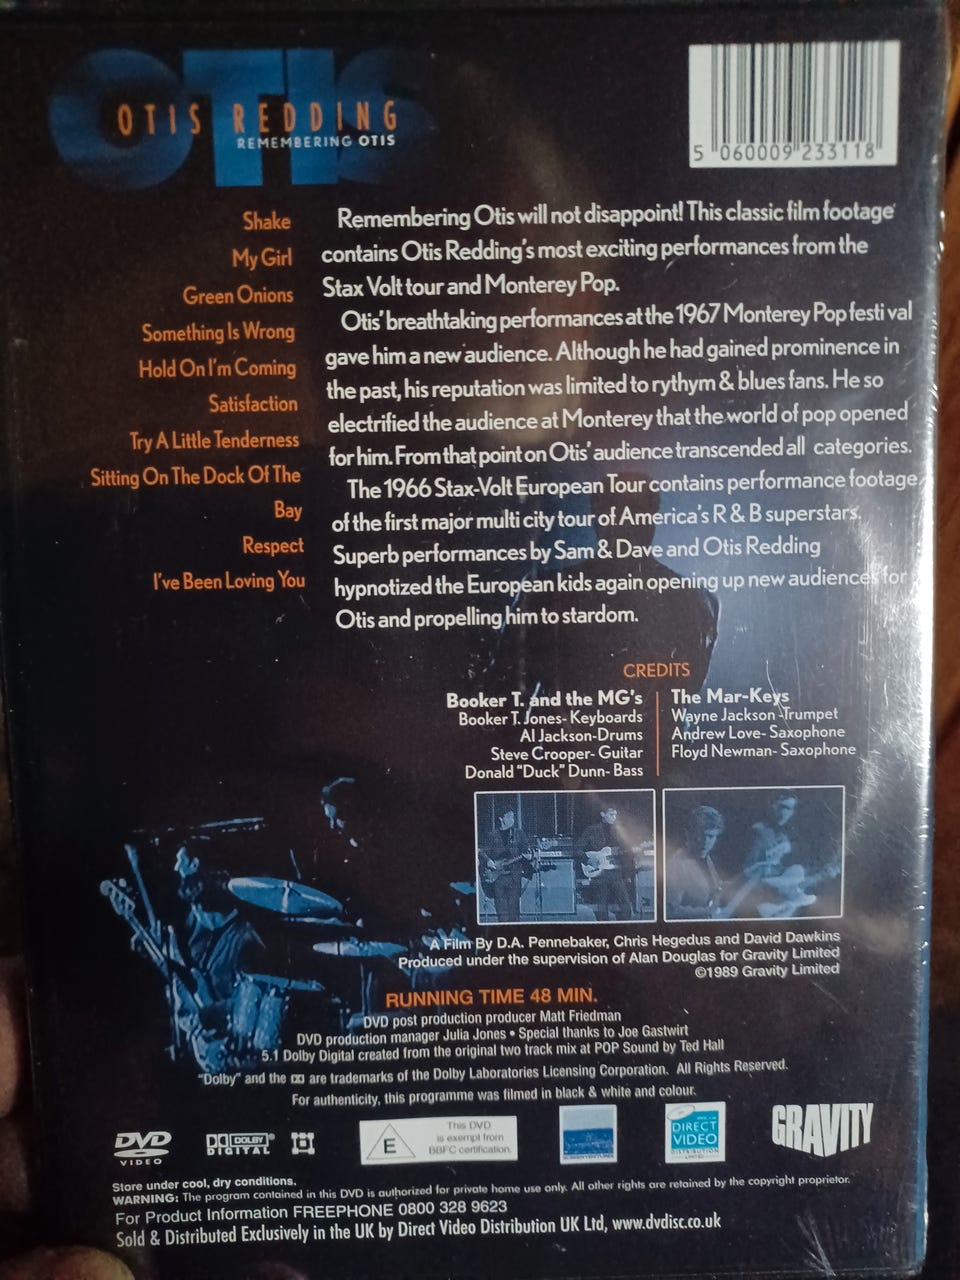 OTIS
OTIS REDDING
REMEMBERING OTIS
5 060009 233118
Shake
My Girl
Green Onions
Something Is Wrong
Hold On I'm Coming
Satisfaction
Try A Little Tenderness
Sitting On The Dock Of The
Bay
Respect
I've Been Loving You
Remembering Otis will not disappoint! This classic film footage
contains Otis Redding's most exciting performances from the
Stax Volt tour and Monterey Pop.
Otis' breathtaking performances at the 1967 Monterey Pop festi val
gave him a new audience. Although he had gained prominence in
the past, his reputation was limited to rythym & blues fans. He so
electrified the audience at Monterey that the world of pop opened
for him. From that point on Otis' audience transcended all categories.
The 1966 Stax-Volt European Tour contains performance footage
of the first major multi city tour of America's R & B superstars.
Superb performances by Sam & Dave and Otis Redding
hypnotized the European kids again opening up new audiences for
Otis and propelling him to stardom.
CREDITS
Booker T. and the MG's
Booker T. Jones- Keyboards
Al Jackson-Drums
Steve Crooper- Guitar
Donald "Duck" Dunn- Bass
The Mar-Keys
Wayne Jackson -Trumpet
Andrew Love- Saxophone
Floyd Newman- Saxophone
A Film By D.A. Pennebaker, Chris Hegedus and David Dawkins
Produced under the supervision of Alan Douglas for Gravity Limited
©1989 Gravity Limited
RUNNING TIME 48 MIN.
DVD post production producer Matt Friedman
DVD production manager Julia Jones • Special thanks to Joe Gastwirt
5.1 Dolby Digital created from the original two track mix at POP Sound by Ted Hall
"Dolby" and the are trademarks of the Dolby Laboratories Licensing Corporation. All Rights Reserved.
For authenticity, this programme was filmed in black & white and colour.
DVD
VIDEO
DOLBY
DIGITAL
E
This DVD
is exempt from
BBFC certification.
DIRECT
VIDEO
DISTRIBUTION
LIMITED
GRAVITY
Store under cool, dry conditions.
WARNING: The program contained in this DVD is authorized for private home use only. All other rights are retained by the copyright proprietor.
For Product Information FREEPHONE 0800 328 9623
Sold & Distributed Exclusively in the UK by Direct Video Distribution UK Ltd, www.dvdisc.co.uk